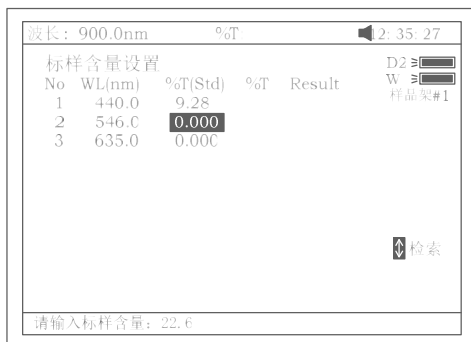 波长: 900.0nm %T 12: 35: 27
标样含量设置 D2
No WL(nm) %T(Std) %T Result W
样品架#1
1 440.0 9.28
2 546.0 0.000
3 635.0 0.000
检索
请输入标样含量: 22.6